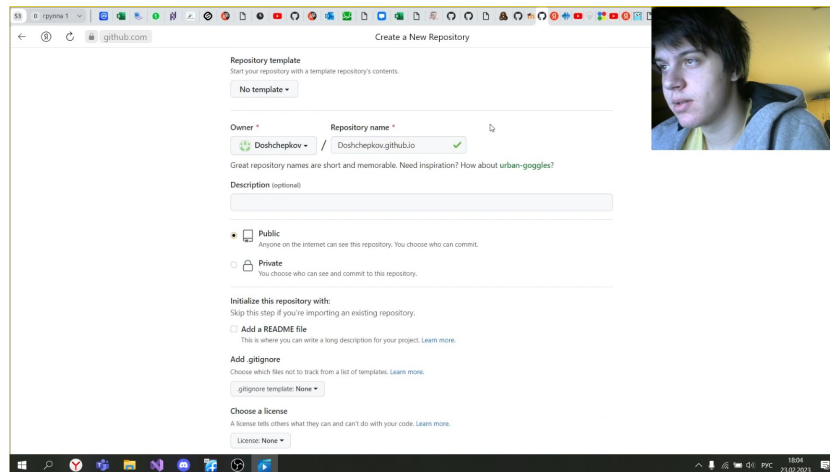 53
группа 1
github.com
Create a New Repository
Repository template
Start your repository with a template repository's contents.
No template
Owner *
Repository name *
Doshchepkov
/
Doshchepkov.github.io
Great repository names are short and memorable. Need inspiration? How about urban-goggles?
Description (optional)
Public
Anyone on the internet can see this repository. You choose who can commit.
Private
You choose who can see and commit to this repository.
Initialize this repository with:
Skip this step if you're importing an existing repository.
Add a README file
This is where you can write a long description for your project. Learn more.
Add .gitignore
Choose which files not to track from a list of templates. Learn more.
.gitignore template: None
Choose a license
A license tells others what they can and can't do with your code. Learn more.
License: None
РУС
18:04
23.02.2023